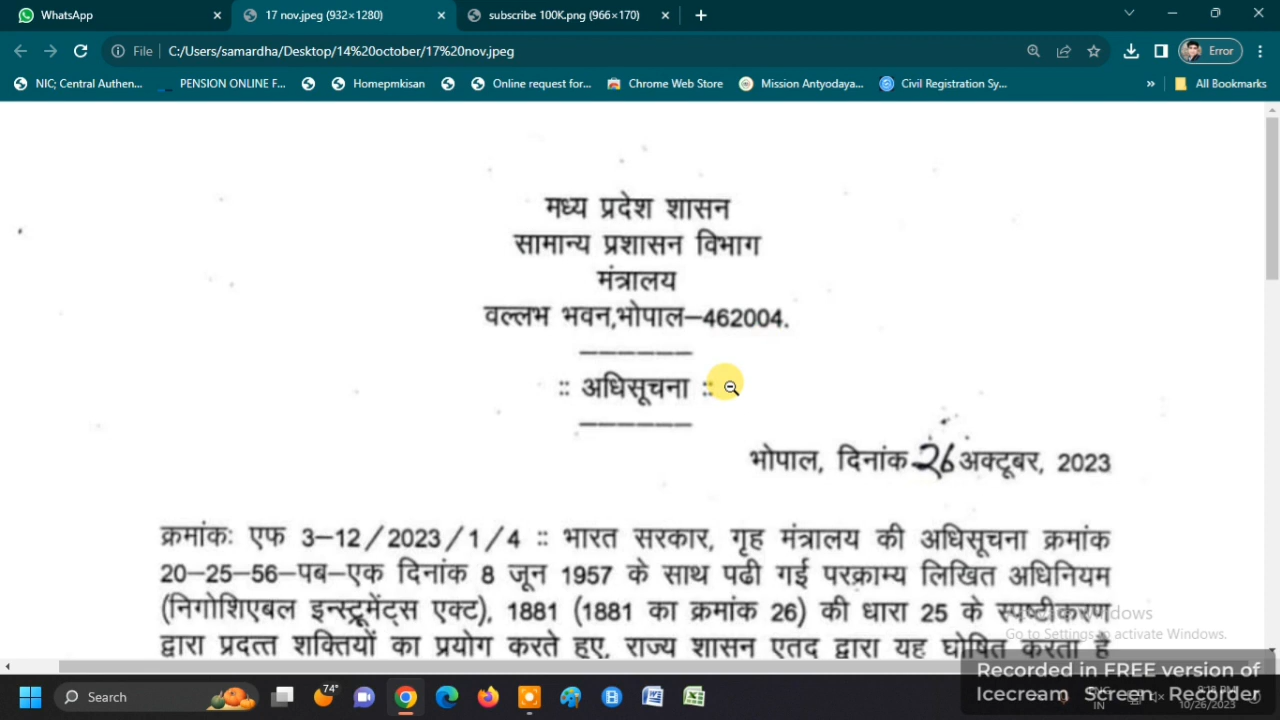 WhatsApp
17 nov.jpeg (932×1280)
subscribe 100K.png (966×170)
File
C:/Users/samardha/Desktop/14%20october/17%20nov.jpeg
Error
NIC; Central Authen...
PENSION ONLINE F...
Homepmkisan
Online request for...
Chrome Web Store
Mission Antyodaya...
Civil Registration Sy...
»
All Bookmarks
मध्य प्रदेश शासन
सामान्य प्रशासन विभाग
मंत्रालय
वल्लभ भवन,भोपाल–462004.
:: अधिसूचना ::
भोपाल, दिनांक 26 अक्टूबर, 2023
क्रमांकः एफ 3–12/2023/1/4 :: भारत सरकार, गृह मंत्रालय की अधिसूचना क्रमांक
20–25–56–पब–एक दिनांक 8 जून 1957 के साथ पढी गई परक्राम्य लिखित अधिनियम
(निगोशिएबल इन्स्ट्रूमेंट्स एक्ट), 1881 (1881 का क्रमांक 26) की धारा 25 के स्पष्टीकरण
द्वारा प्रदत्त शक्तियों का प्रयोग करते हुए, राज्य शासन एतद द्वारा यह घोषित करता है
Go to Settings to activate Windows.
Recorded in FREE version of
Icecream Screen Recorder
Search
74°
ENG
IN
9:18 PM
10/26/2023